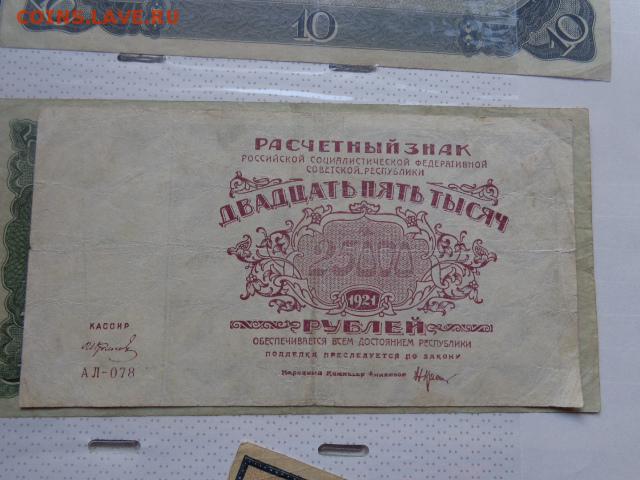 COINS.LAVE.RU
10
10
РАСЧЕТНЫЙ ЗНАК
РОССИЙСКОЙ СОЦИАЛИСТИЧЕСКОЙ ФЕДЕРАТИВНОЙ
СОВЕТСКОЙ РЕСПУБЛИКИ
ДВАДЦАТЬ ПЯТЬ ТЫСЯЧ
25000
1921
РУБЛЕЙ
ОБЕСПЕЧИВАЕТСЯ ВСЕМ ДОСТОЯНИЕМ РЕСПУБЛИКИ
ПОДДЕЛКА ПРЕСЛЕДУЕТСЯ ПО ЗАКОНУ
Народный Комиссар Финансов
КАССИР
АЛ-078